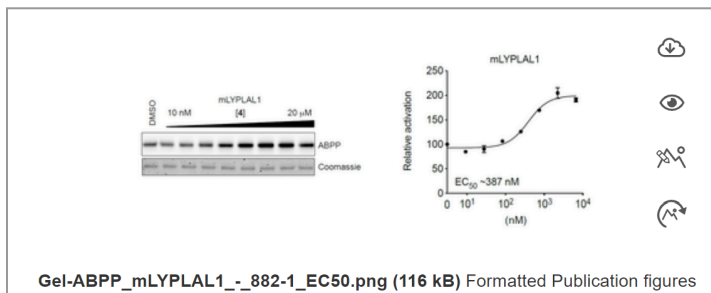 mLYPLAL1
DMSO
10 nM
[4]
20 µM
ABPP
Coomassie
mLYPLAL1
Relative activation
250
200
150
100
50
0
EC50 ~387 nM
0
10¹
10²
10³
10⁴
(nM)
Gel-ABPP_mLYPLAL1_-_882-1_EC50.png (116 kB) Formatted Publication figures